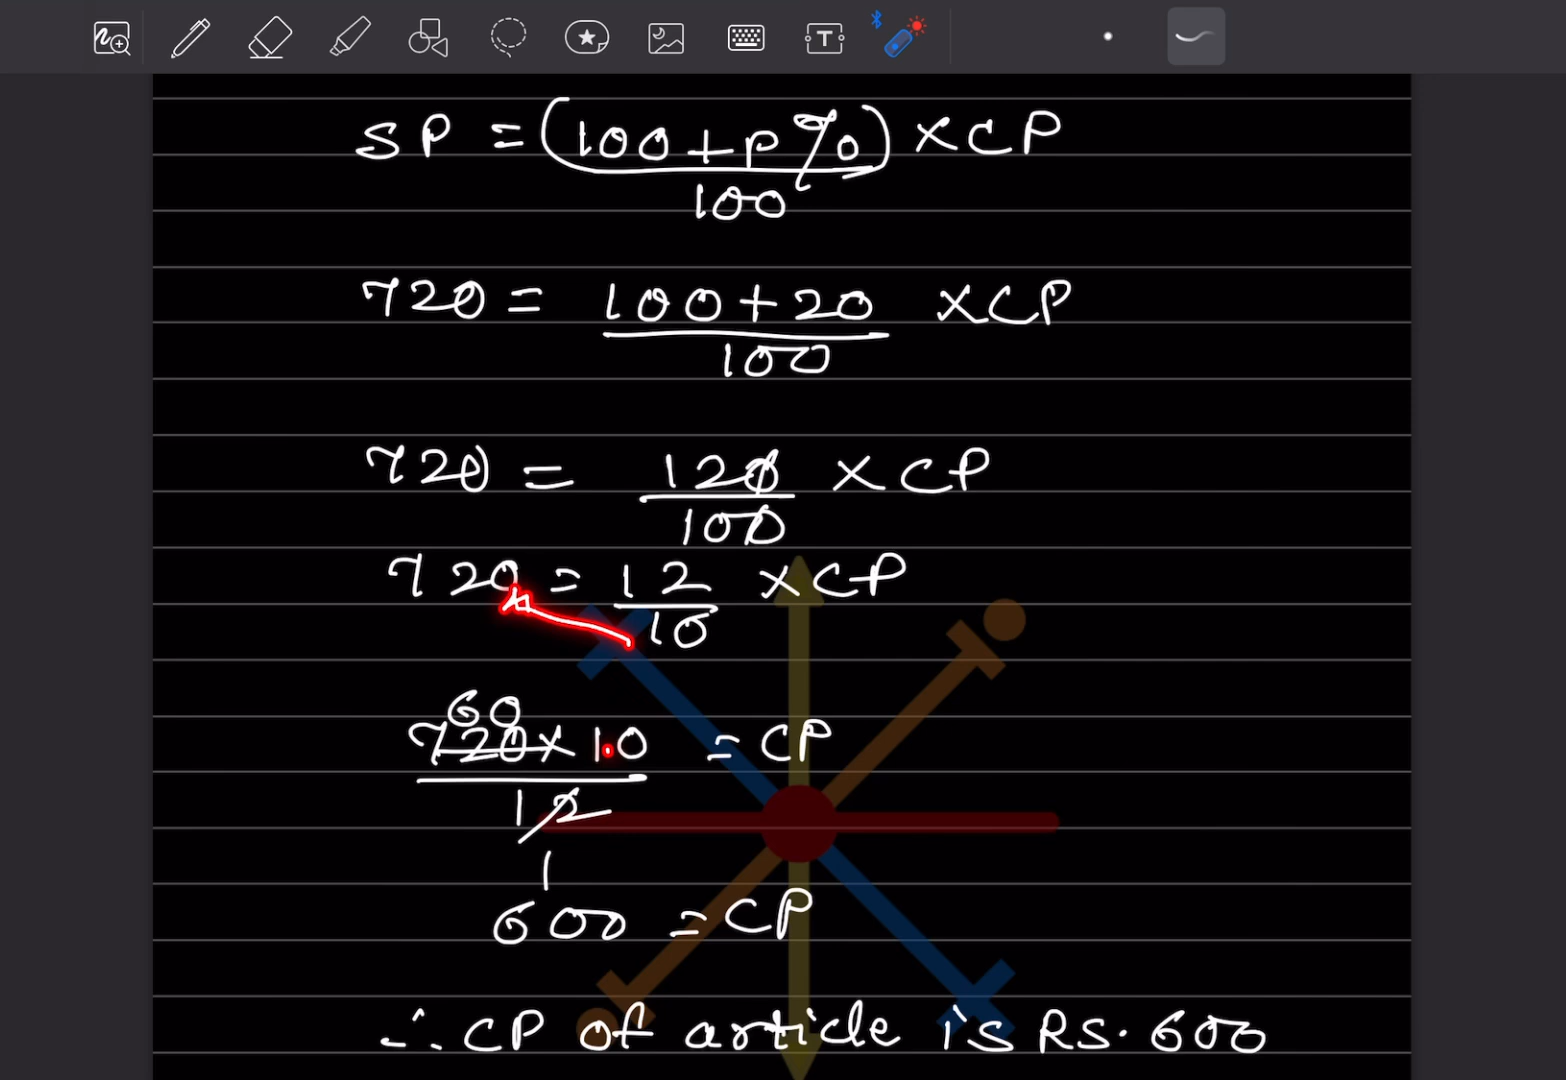 SP = (100+P%) × CP
100
720 = 100+20 × CP
100
720 = 120 × CP
100
720 = 12 × CP
10
60
720 × 10 = CP
12
1
600 = CP
∴ CP of article is RS. 600